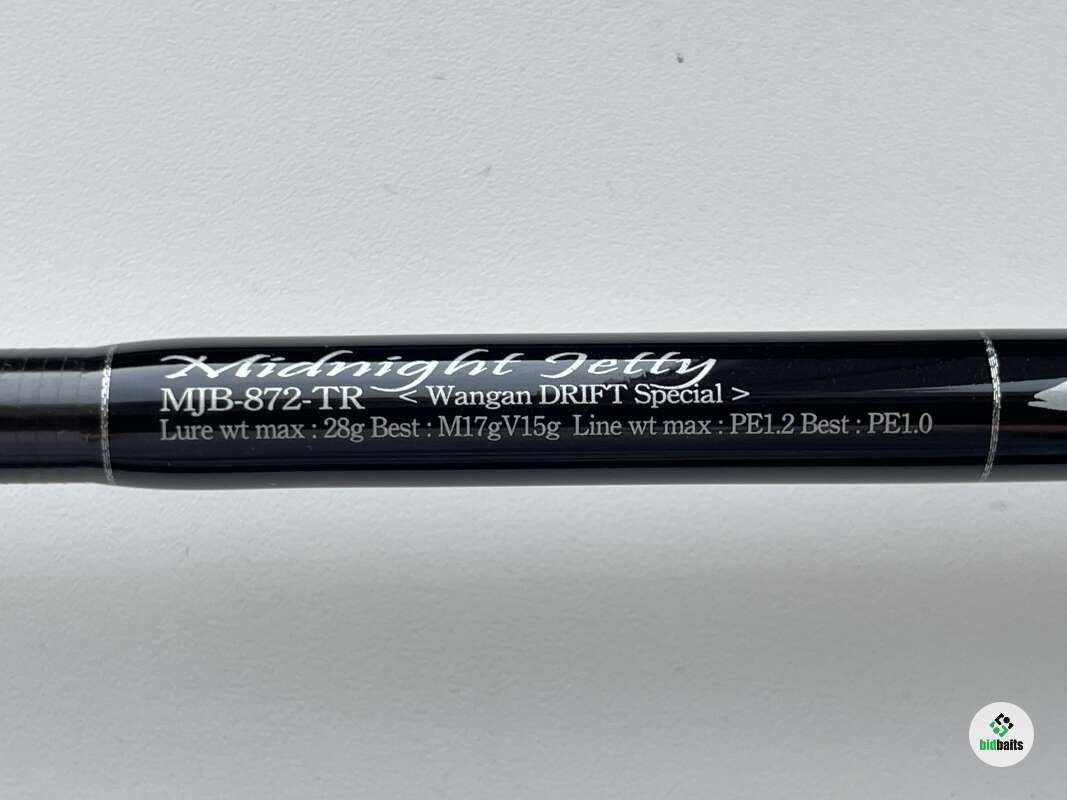 Midnight Jetty
MJB-872-TR < Wangan DRIFT Special >
Lure wt max : 28g Best : M17gV15g Line wt max : PE1.2 Best : PE1.0
bidbaits